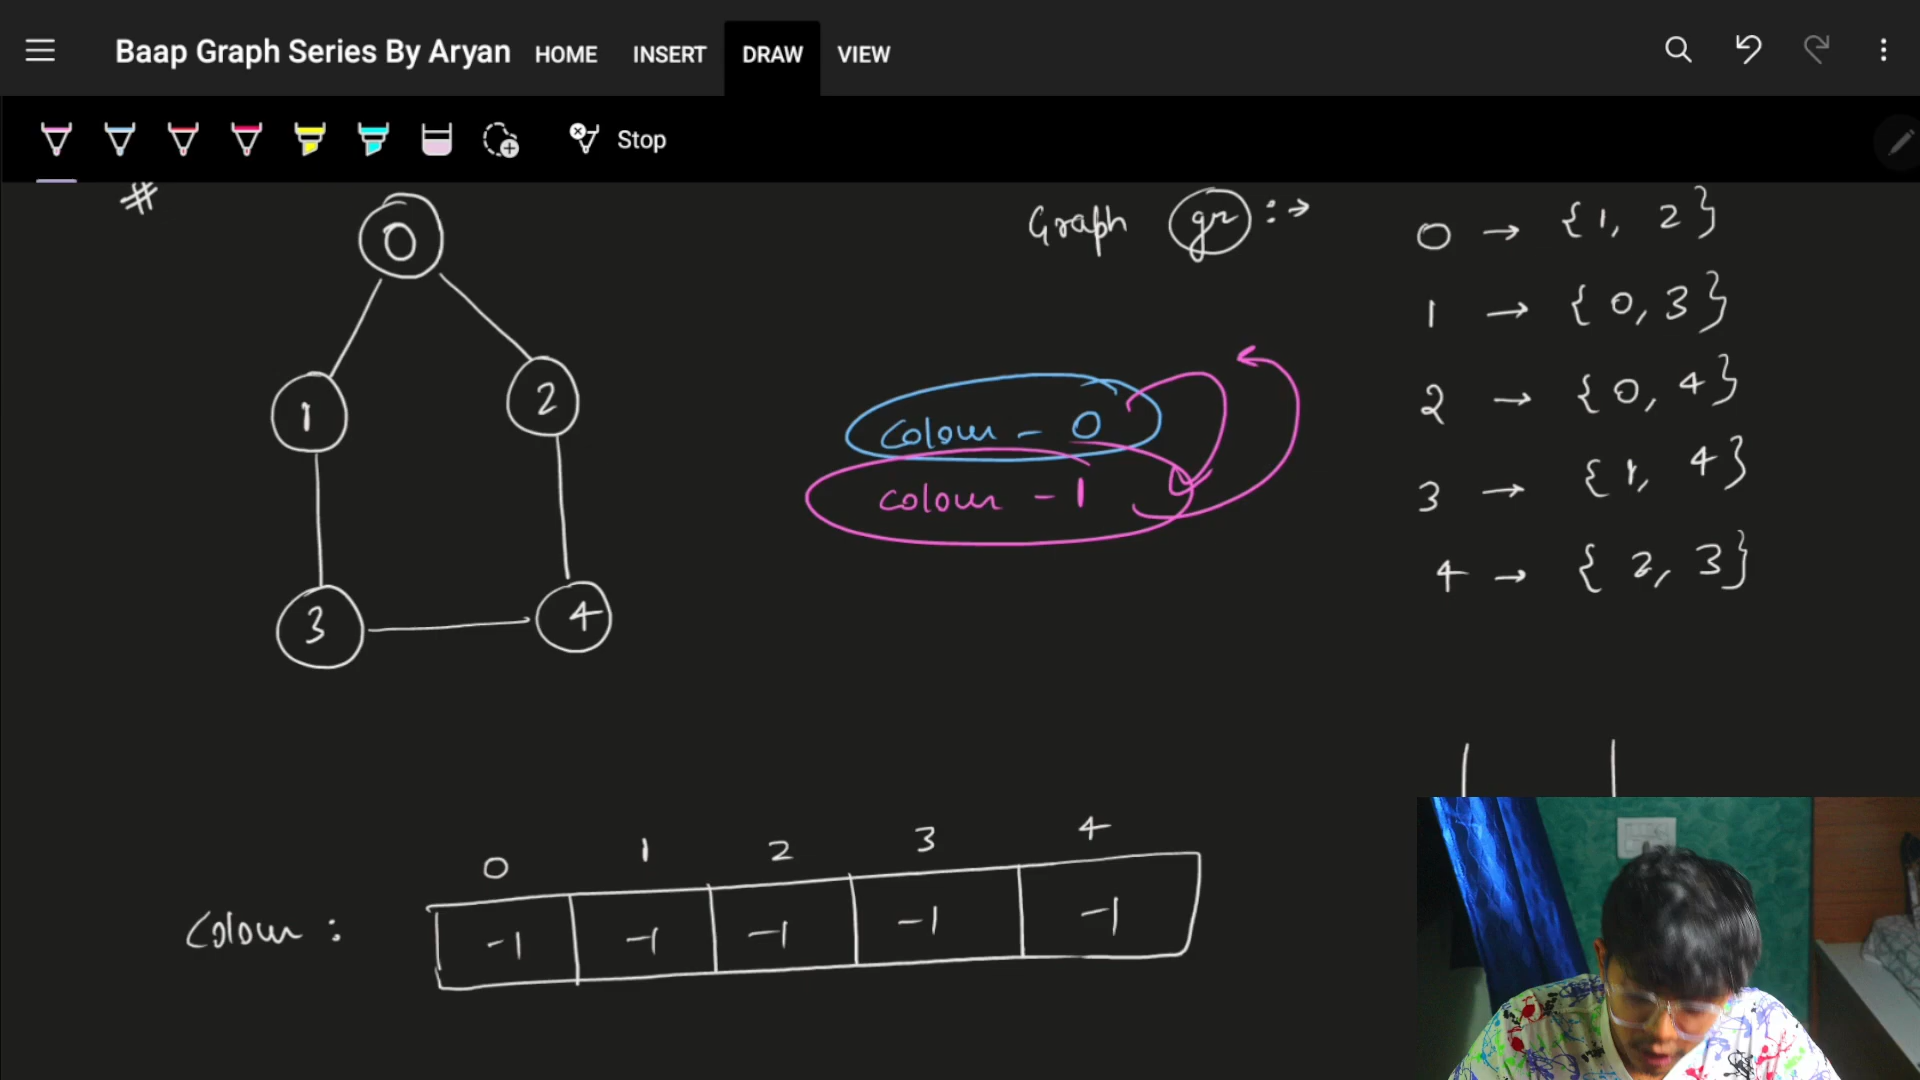 Baap Graph Series By Aryan HOME INSERT DRAW VIEW
Stop
#
0
1
2
3
4
Graph gr :→
0 → {1, 2}
1 → {0, 3}
2 → {0, 4}
3 → {1, 4}
4 → {2, 3}
Colour - 0
Colour - 1
0 1 2 3 4
Colour : -1 -1 -1 -1 -1